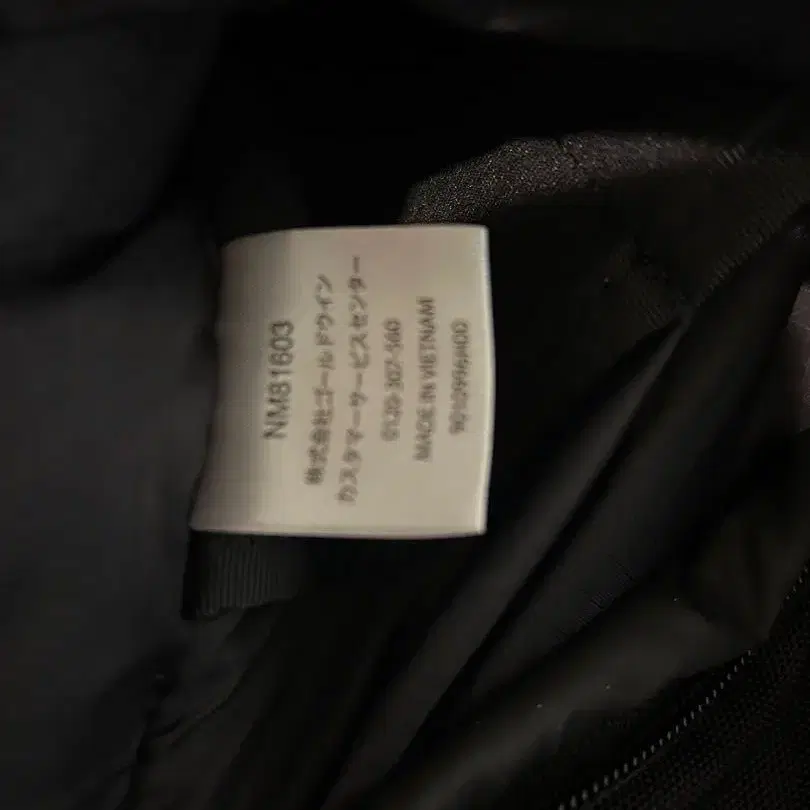 NM81603
株式会社ゴールドウイン
カスタマーサービスセンター
0120-307-560
MADE IN VIETNAM